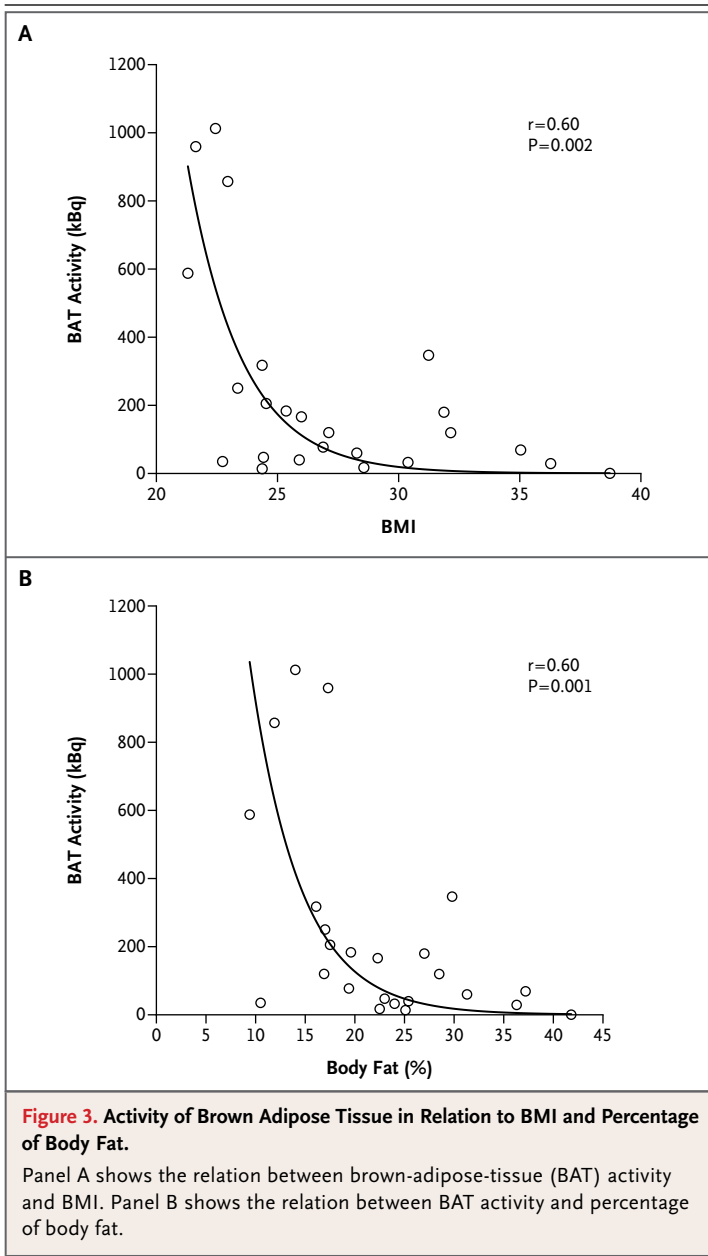 A
1200
1000
800
600
400
200
0
BAT Activity (kBq)
r=0.60
P=0.002
20 25 30 35 40
BMI
B
1200
1000
800
600
400
200
0
BAT Activity (kBq)
r=0.60
P=0.001
0 5 10 15 20 25 30 35 40 45
Body Fat (%)
Figure 3. Activity of Brown Adipose Tissue in Relation to BMI and Percentage
of Body Fat.
Panel A shows the relation between brown-adipose-tissue (BAT) activity
and BMI. Panel B shows the relation between BAT activity and percentage
of body fat.